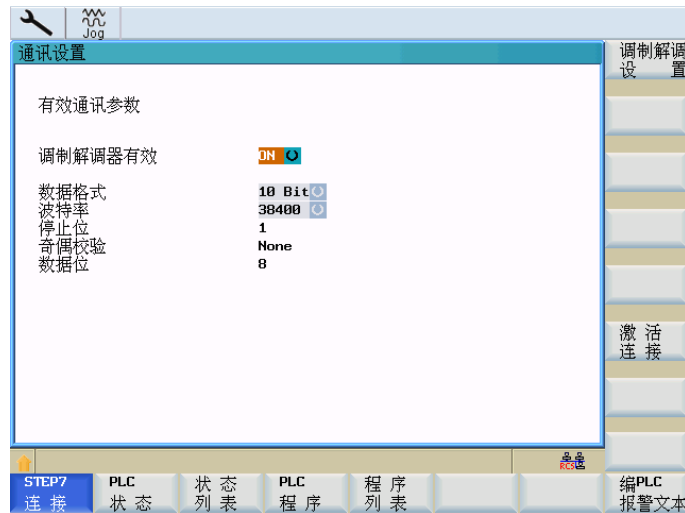 Jog
通讯设置
调制解调
设 置
有效通讯参数
调制解调器有效 ON
数据格式 10 Bit
波特率 38400
停止位 1
奇偶校验 None
数据位 8
激 活
连 接
RCS
STEP7
连 接
PLC
状 态
状 态
列 表
PLC
程 序
程 序
列 表
编PLC
报警文本